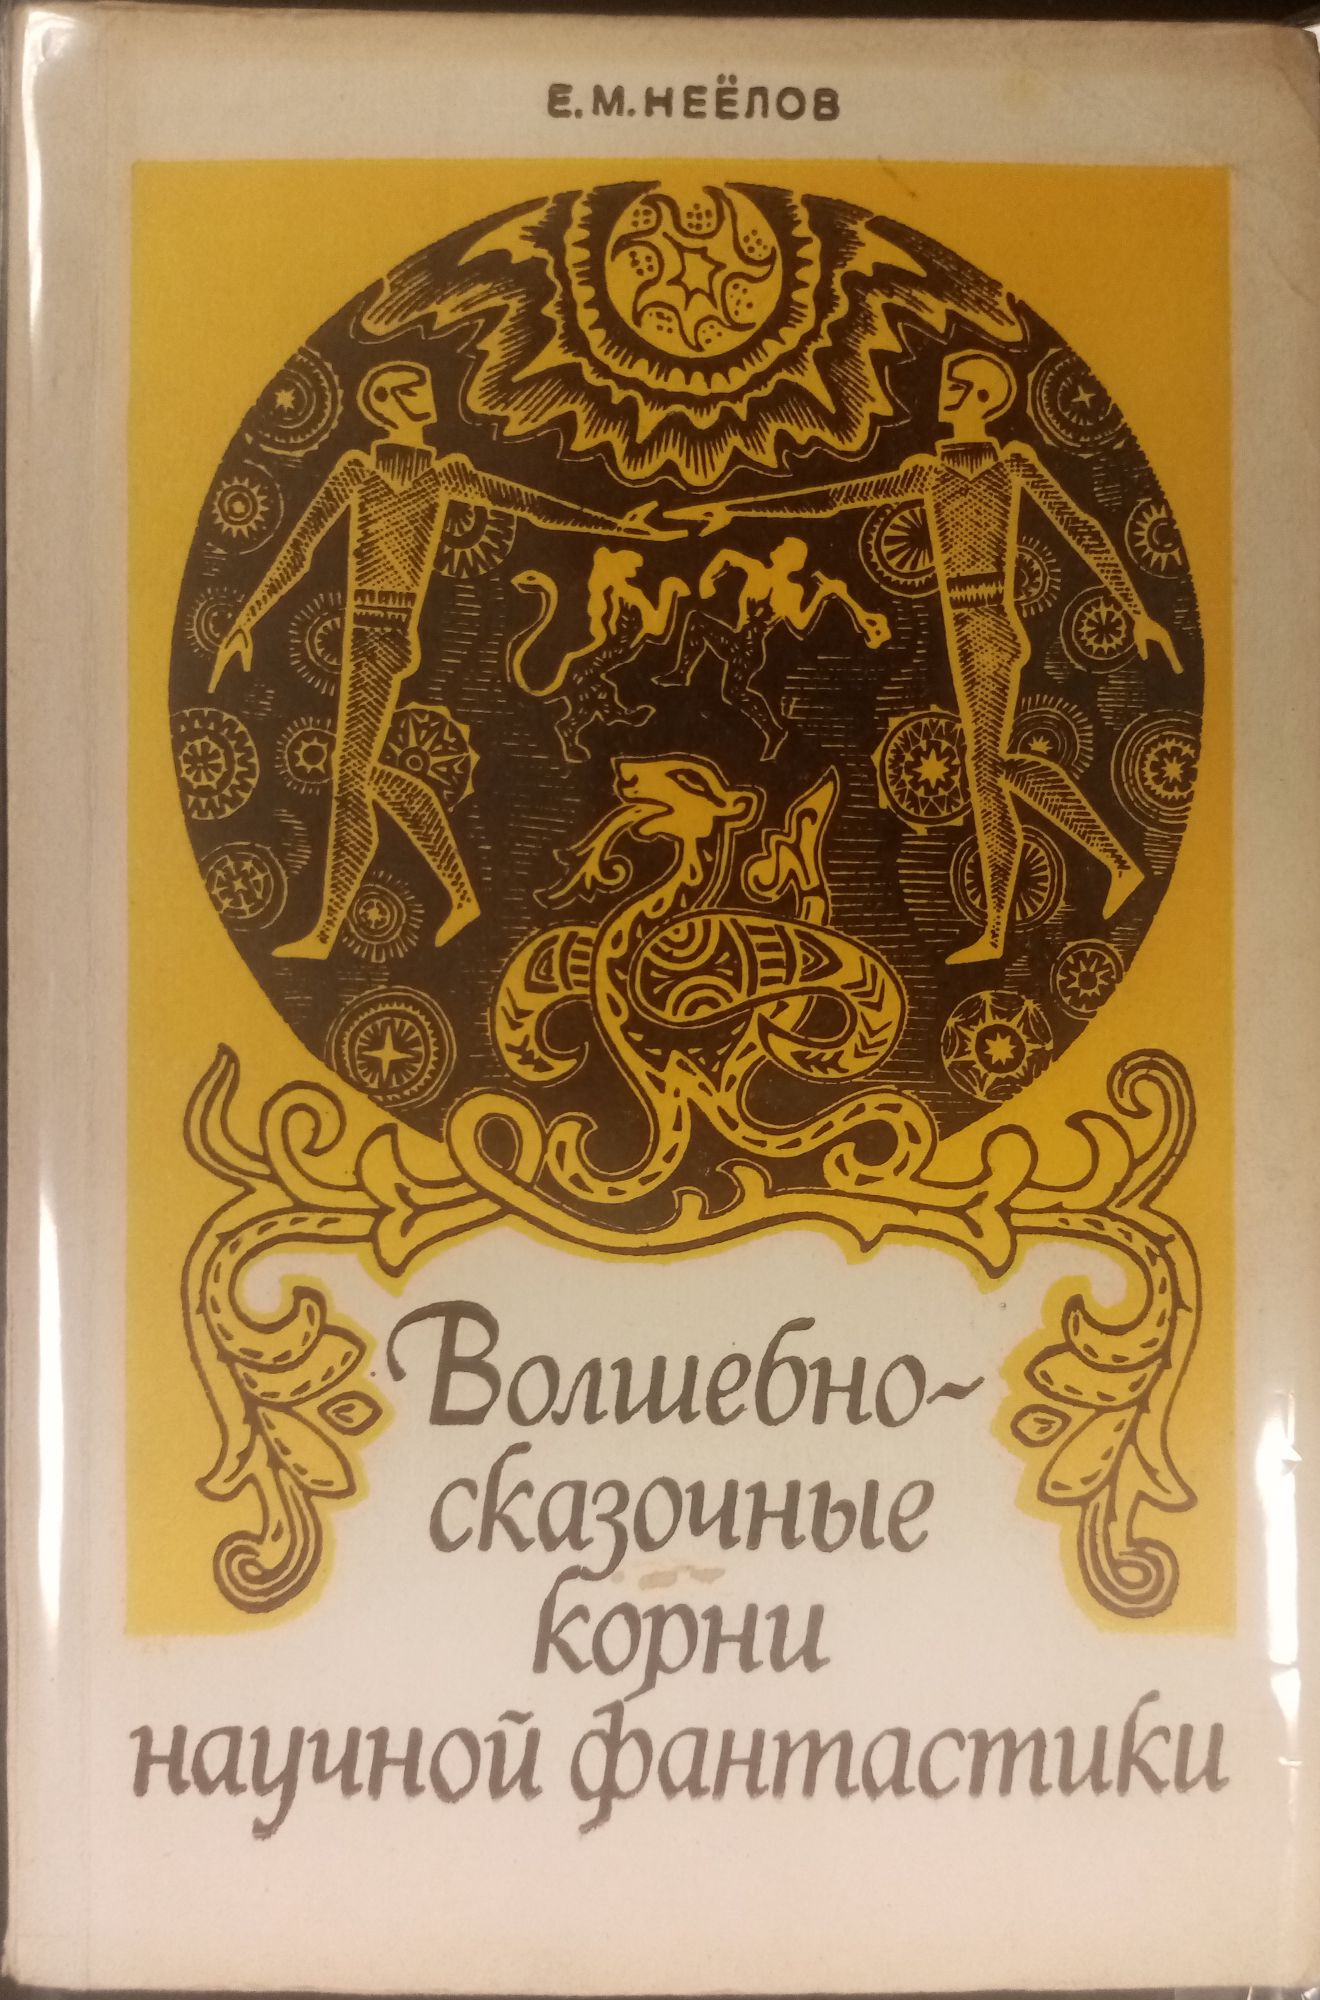 Е. М. НЕЁЛОВ
Волшебно-
сказочные
корни
научной фантастики